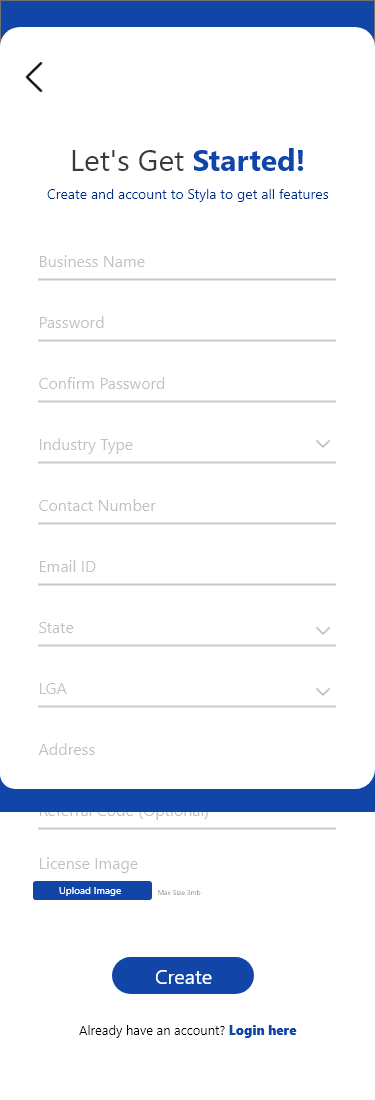 Let's Get Started!
Create and account to Styla to get all features
Business Name
Password
Confirm Password
Industry Type
Contact Number
Email ID
State
LGA
Address
Referral Code (Optional)
License Image
Upload Image
Max Size 3mb
Create
Already have an account? Login here